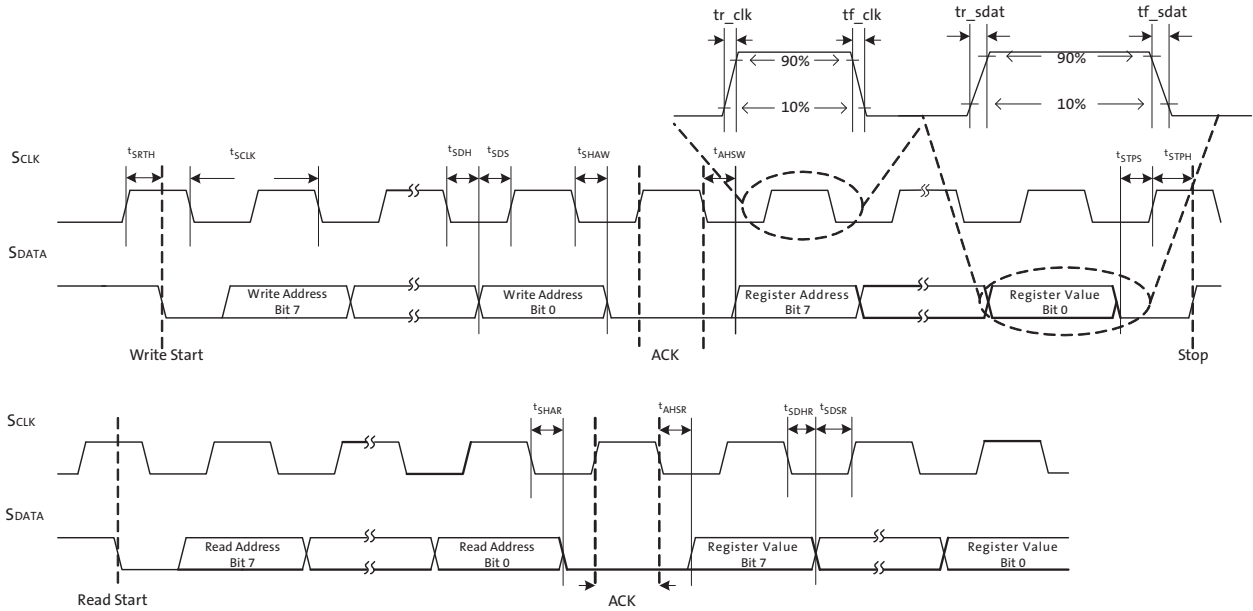 tr_clk tf_clk tr_sdat tf_sdat
90% 90%
10% 10%
SCLK tSRTH tSCLK tSDH tSDS tSHAW tAHSW tSTPS tSTPH
SDATA
Write Address Write Address Register Address Register Value
Bit 7 Bit 0 Bit 7 Bit 0
Write Start ACK Stop
SCLK tSHAR tAHSR tSDHR tSDSR
SDATA
Read Address Read Address Register Value Register Value
Bit 7 Bit 0 Bit 7 Bit 0
Read Start ACK